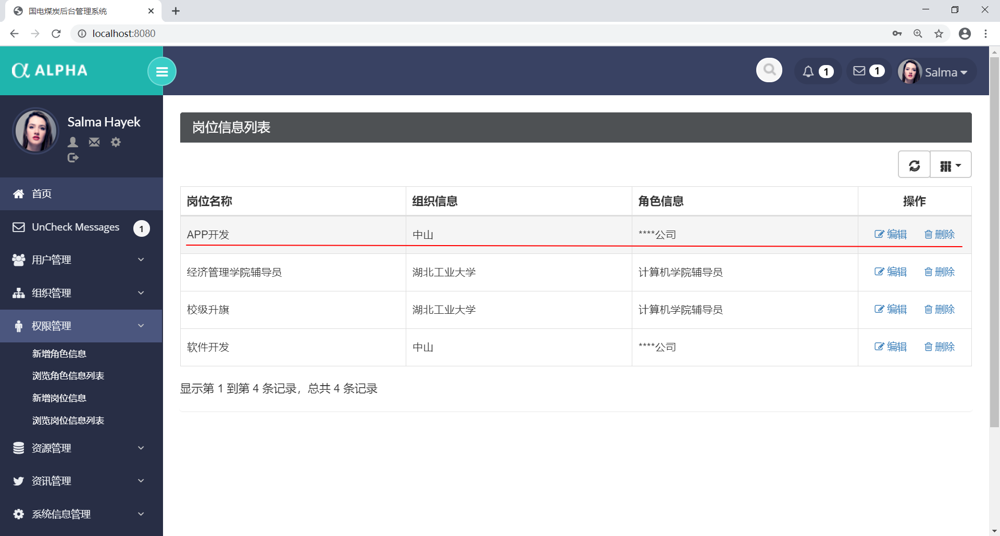 国电煤炭后台管理系统
localhost:8080
α ALPHA
1
1
Salma
Salma Hayek
首页
UnCheck Messages 1
用户管理
组织管理
权限管理
新增角色信息
浏览角色信息列表
新增岗位信息
浏览岗位信息列表
资源管理
资讯管理
系统信息管理
岗位信息列表
岗位名称 组织信息 角色信息 操作
APP开发 中山 ****公司 编辑 删除
经济管理学院辅导员 湖北工业大学 计算机学院辅导员 编辑 删除
校级升旗 湖北工业大学 计算机学院辅导员 编辑 删除
软件开发 中山 ****公司 编辑 删除
显示第 1 到第 4 条记录，总共 4 条记录